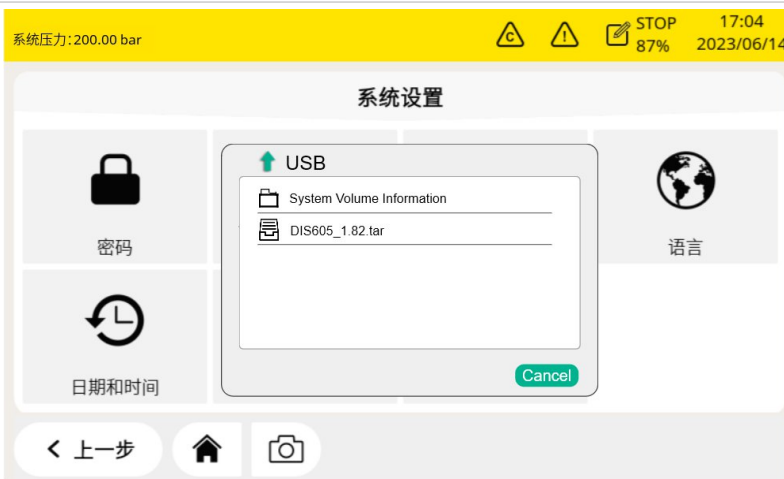 系统压力:200.00 bar
C
STOP
87%
17:04
2023/06/14
系统设置
USB
System Volume Information
DIS605_1.82.tar
Cancel
密码
语言
日期和时间
上一步